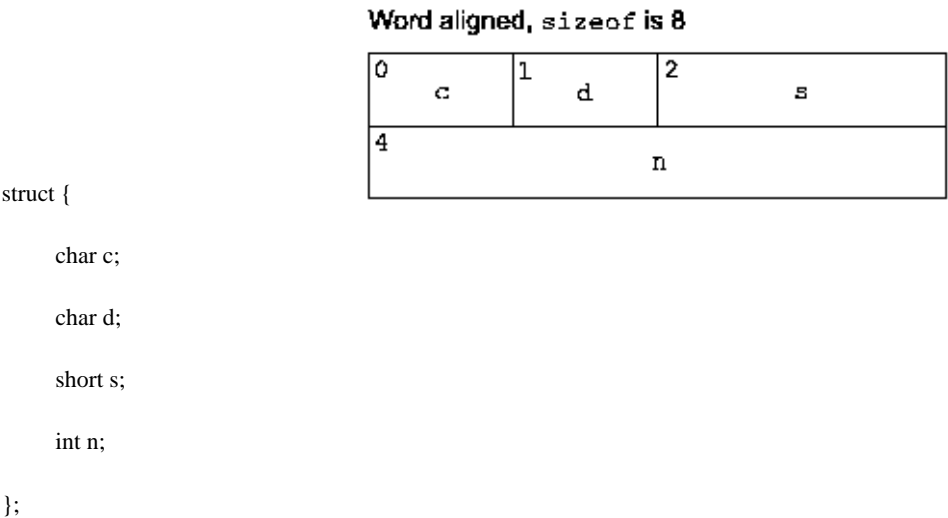 Word aligned, sizeof is 8
0 c 1 d 2 s
4 n
struct {
char c;
char d;
short s;
int n;
};